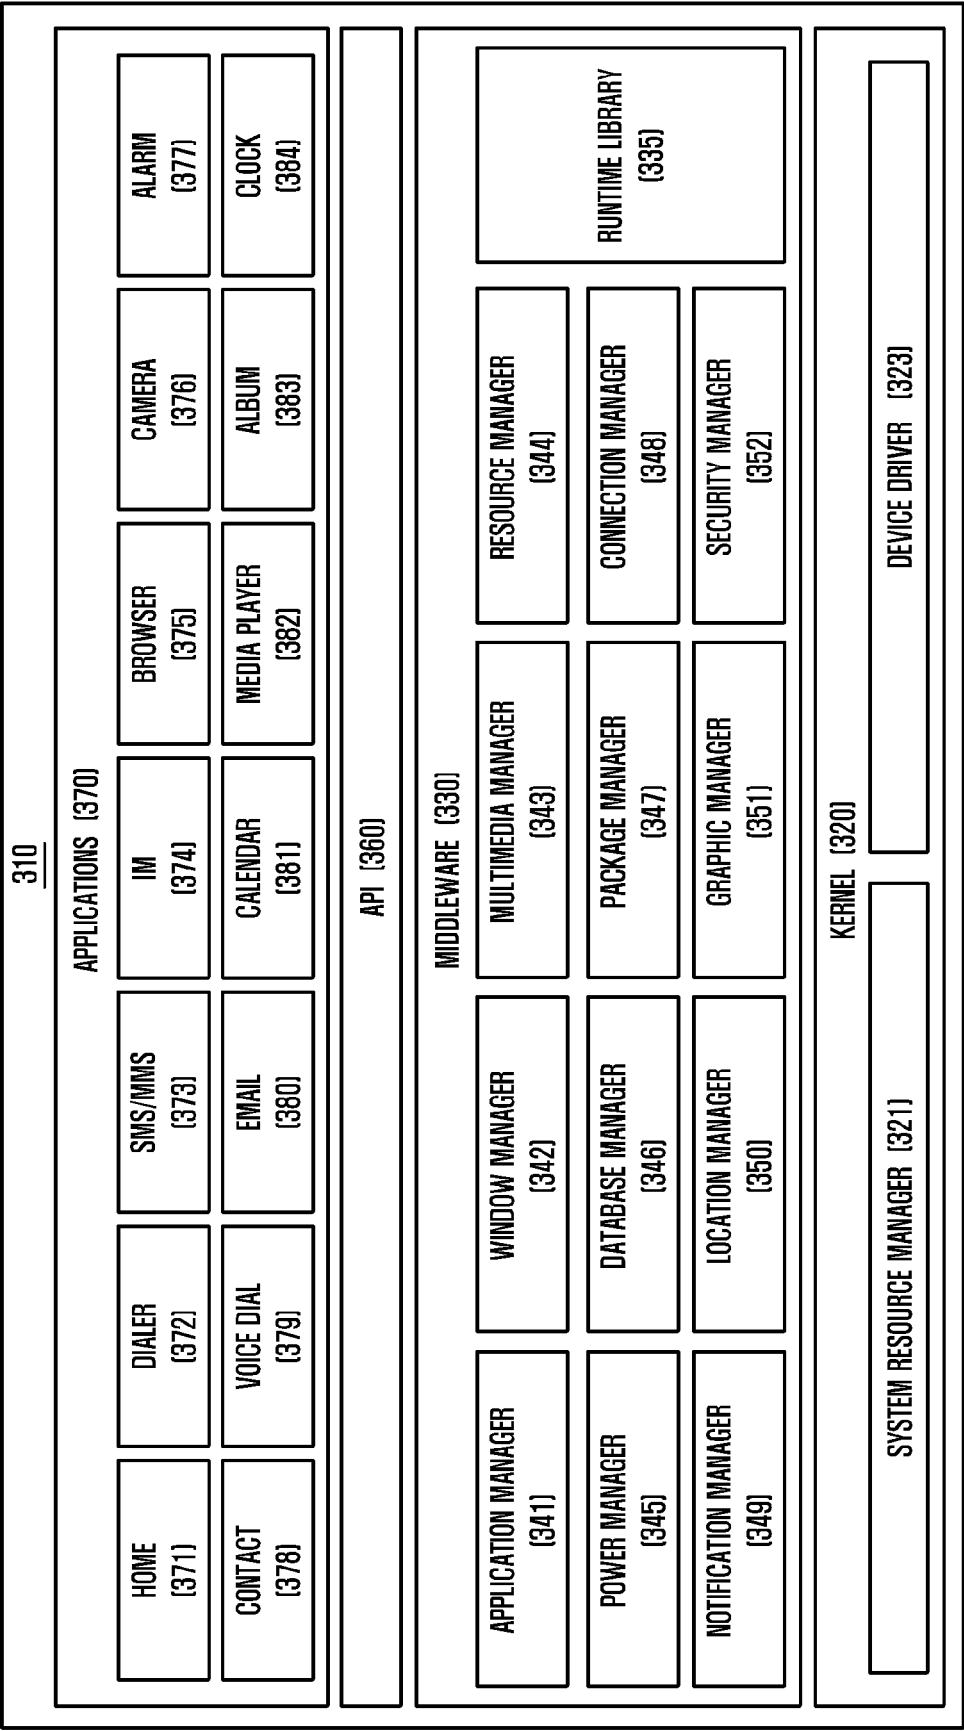 310
APPLICATIONS (370)
HOME
(371)
DIALER
(372)
SMS/MMS
(373)
IM
(374)
BROWSER
(375)
CAMERA
(376)
ALARM
(377)
CONTACT
(378)
VOICE DIAL
(379)
EMAIL
(380)
CALENDAR
(381)
MEDIA PLAYER
(382)
ALBUM
(383)
CLOCK
(384)
API (360)
MIDDLEWARE (330)
APPLICATION MANAGER
(341)
WINDOW MANAGER
(342)
MULTIMEDIA MANAGER
(343)
RESOURCE MANAGER
(344)
POWER MANAGER
(345)
DATABASE MANAGER
(346)
PACKAGE MANAGER
(347)
CONNECTION MANAGER
(348)
NOTIFICATION MANAGER
(349)
LOCATION MANAGER
(350)
GRAPHIC MANAGER
(351)
SECURITY MANAGER
(352)
RUNTIME LIBRARY
(335)
KERNEL (320)
SYSTEM RESOURCE MANAGER (321)
DEVICE DRIVER (323)